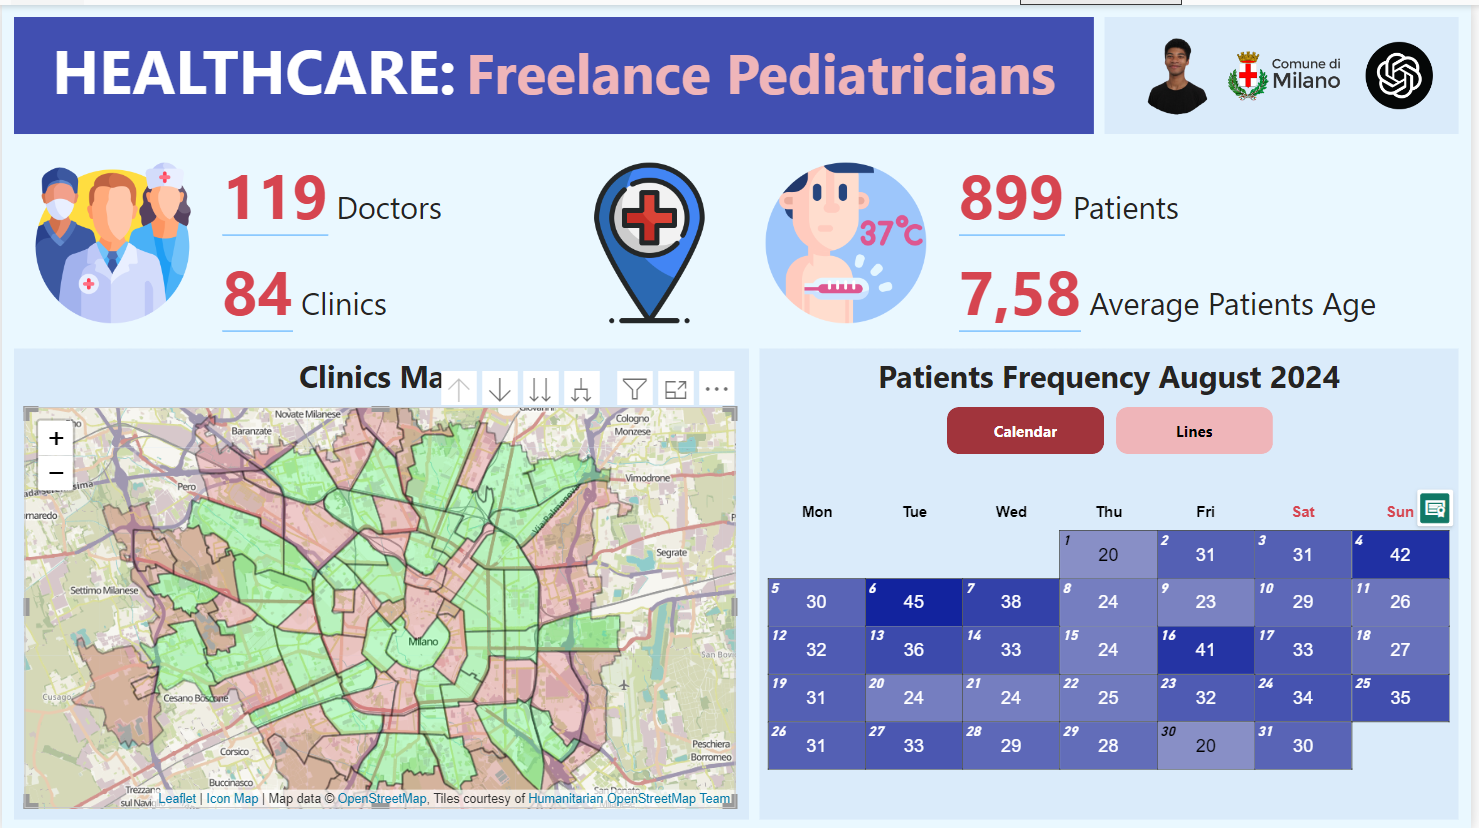 HEALTHCARE: Freelance Pediatricians
Comune di
Milano
119 Doctors
84 Clinics
37°C
899 Patients
7,58 Average Patients Age
Clinics Ma
+
−
Novate Milanese
Baranzate
Cologno
Monzese
Pero
Vimodrone
Via Palmanova
Segrate
Settimo Milanese
Milano
San Bov
Cusago
Cesano Boscone
Corsico
Peschiera
Borromeo
Buccinasco
Trezzano
sul Navig
San Donato
Leaflet | Icon Map | Map data © OpenStreetMap, Tiles courtesy of Humanitarian OpenStreetMap Team
Patients Frequency August 2024
Calendar Lines
Mon Tue Wed Thu Fri Sat Sun
1 20 2 31 3 31 4 42
5 30 6 45 7 38 8 24 9 23 10 29 11 26
12 32 13 36 14 33 15 24 16 41 17 33 18 27
19 31 20 24 21 24 22 25 23 32 24 34 25 35
26 31 27 33 28 29 29 28 30 20 31 30